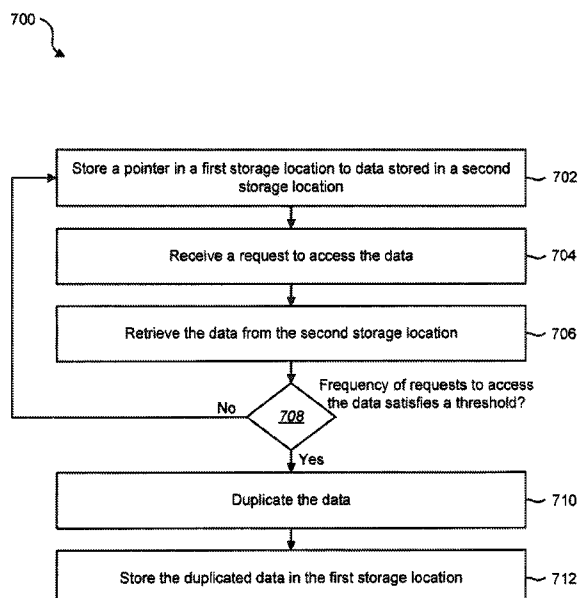 700
Store a pointer in a first storage location to data stored in a second
storage location
702
Receive a request to access the data
704
Retrieve the data from the second storage location
706
Frequency of requests to access
the data satisfies a threshold?
No
708
Yes
Duplicate the data
710
Store the duplicated data in the first storage location
712